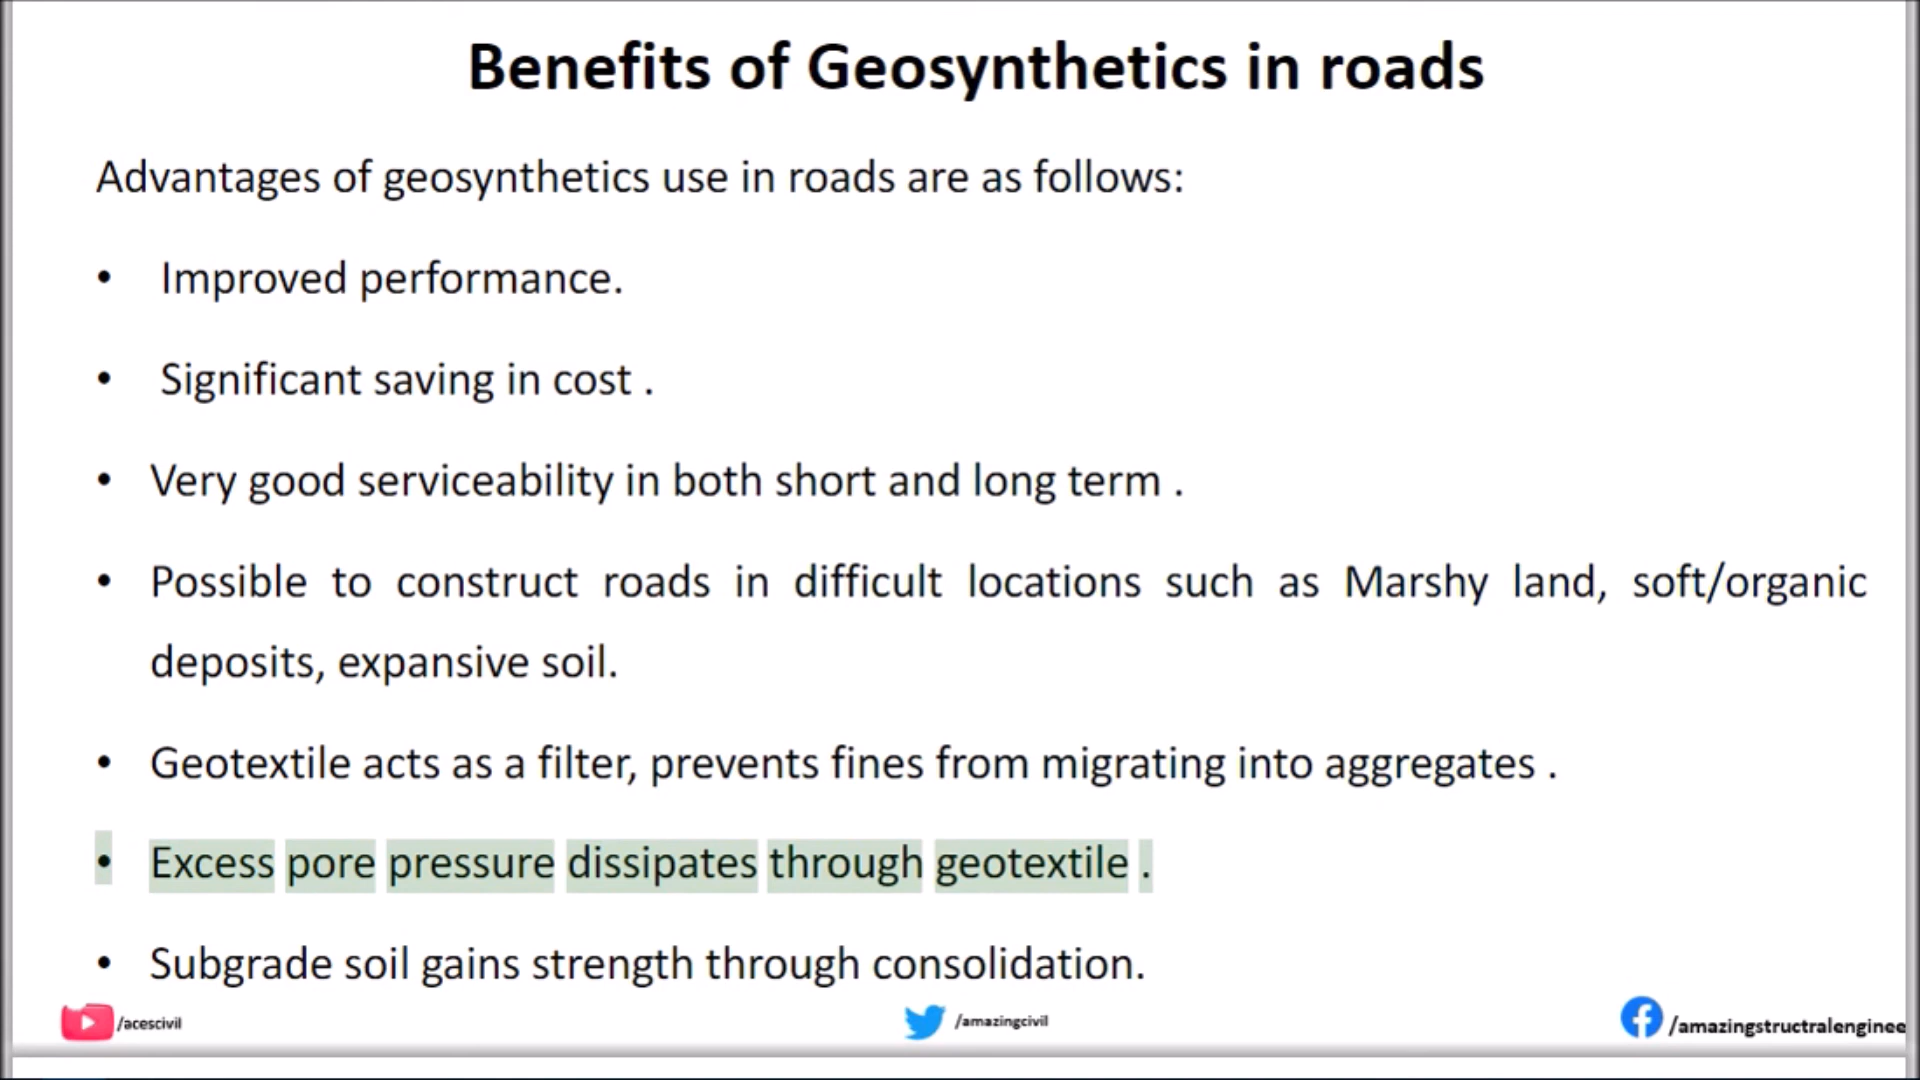 Benefits of Geosynthetics in roads
Advantages of geosynthetics use in roads are as follows:
• Improved performance.
• Significant saving in cost .
• Very good serviceability in both short and long term .
• Possible to construct roads in difficult locations such as Marshy land, soft/organic
deposits, expansive soil.
• Geotextile acts as a filter, prevents fines from migrating into aggregates .
• Excess pore pressure dissipates through geotextile .
• Subgrade soil gains strength through consolidation.
/acescivil /amazingcivil /amazingstructralenginee